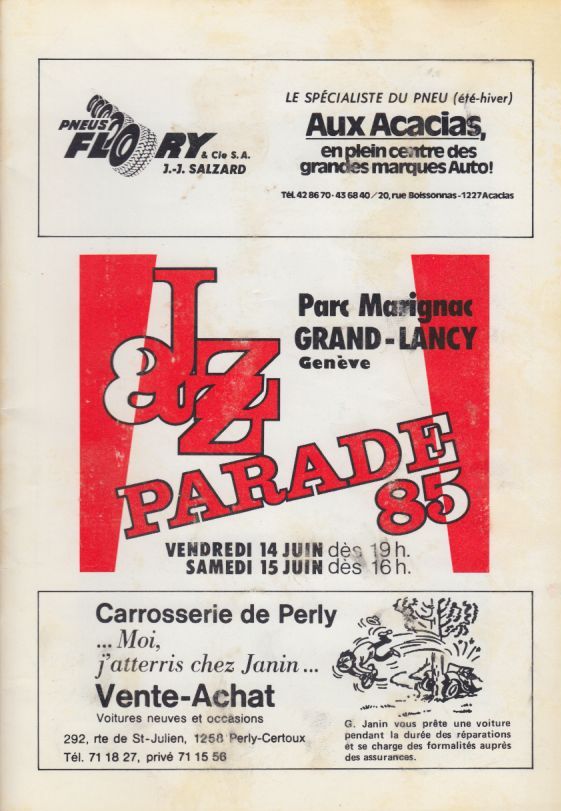 PNEUS
FLORY & Cie S.A.
J.-J. SALZARD
LE SPÉCIALISTE DU PNEU (été-hiver)
Aux Acacias,
en plein centre des
grandes marques Auto!
Tél. 42 86 70 - 43 68 40 / 20, rue Boissonnas - 1227 Acacias
Parc Marignac
GRAND-LANCY
Genève
Jazz
PARADE
85
VENDREDI 14 JUIN dès 19 h.
SAMEDI 15 JUIN dès 16 h.
Carrosserie de Perly
... Moi,
j'atterris chez Janin ...
Vente-Achat
Voitures neuves et occasions
292, rte de St-Julien, 1258 Perly-Certoux
Tél. 71 18 27, privé 71 15 56
G. Janin vous prête une voiture
pendant la durée des réparations
et se charge des formalités auprès
des assurances.